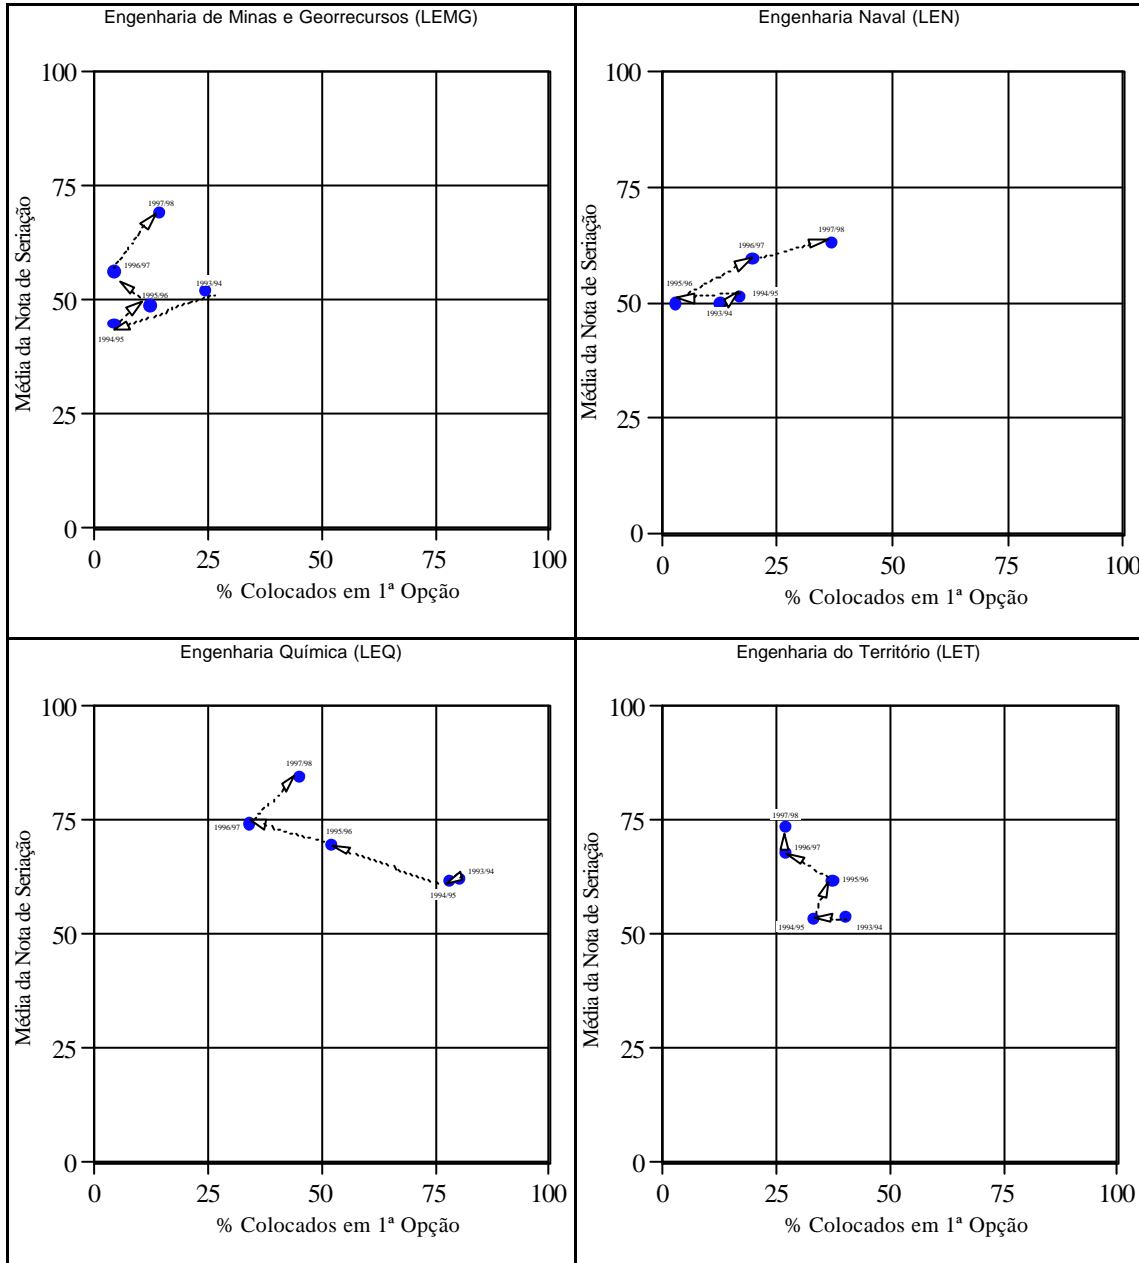 Engenharia de Minas e Georrecursos (LEMG)
100
75
50
25
0
0 25 50 75 100
Média da Nota de Seriação
% Colocados em 1ª Opção
1997/98
1996/97
1993/94
1995/96
1994/95
Engenharia Naval (LEN)
100
75
50
25
0
0 25 50 75 100
Média da Nota de Seriação
% Colocados em 1ª Opção
1997/98
1996/97
1995/96
1994/95
1993/94
Engenharia Química (LEQ)
100
75
50
25
0
0 25 50 75 100
Média da Nota de Seriação
% Colocados em 1ª Opção
1997/98
1996/97
1995/96
1993/94
1994/95
Engenharia do Território (LET)
100
75
50
25
0
0 25 50 75 100
Média da Nota de Seriação
% Colocados em 1ª Opção
1997/98
1996/97
1995/96
1994/95
1993/94